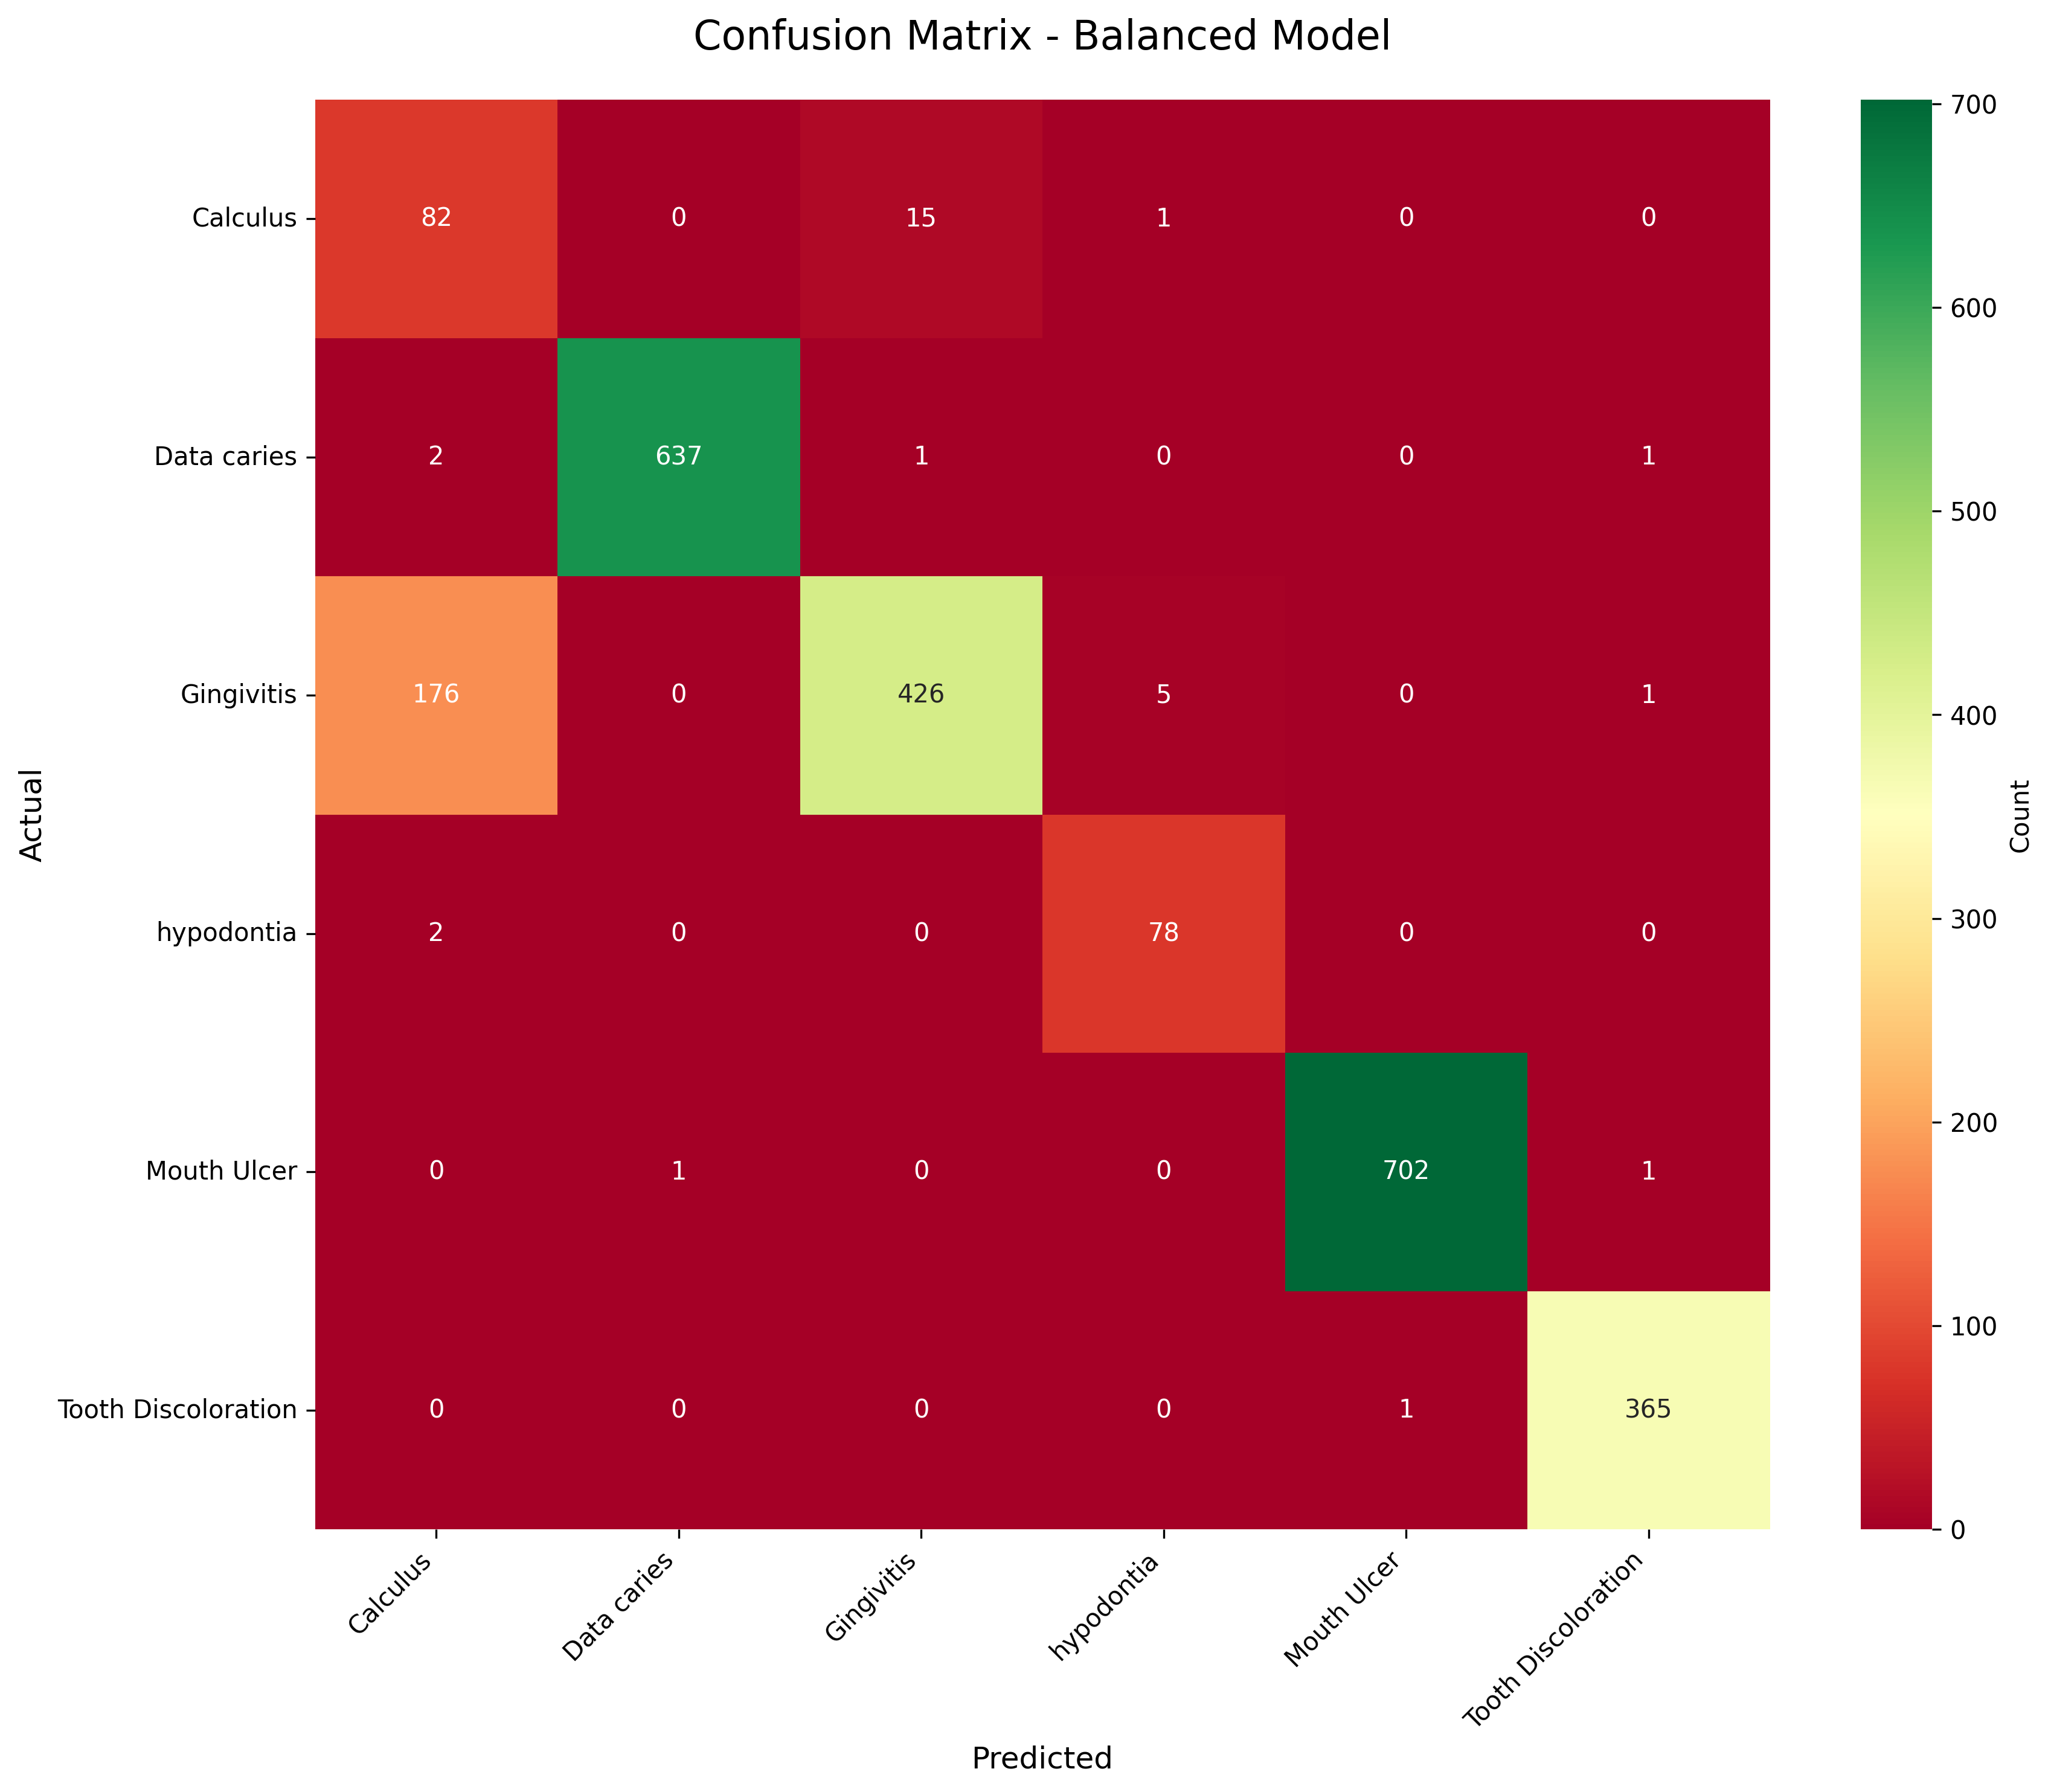 Confusion Matrix - Balanced Model
700
Calculus 82 0 15 1 0 0
600
Data caries 2 637 1 0 0 1
500
Gingivitis 176 0 426 5 0 1
400
Actual
Count
300
hypodontia 2 0 0 78 0 0
200
Mouth Ulcer 0 1 0 0 702 1
100
Tooth Discoloration 0 0 0 0 1 365
0
Calculus Data caries Gingivitis hypodontia Mouth Ulcer Tooth Discoloration
Predicted